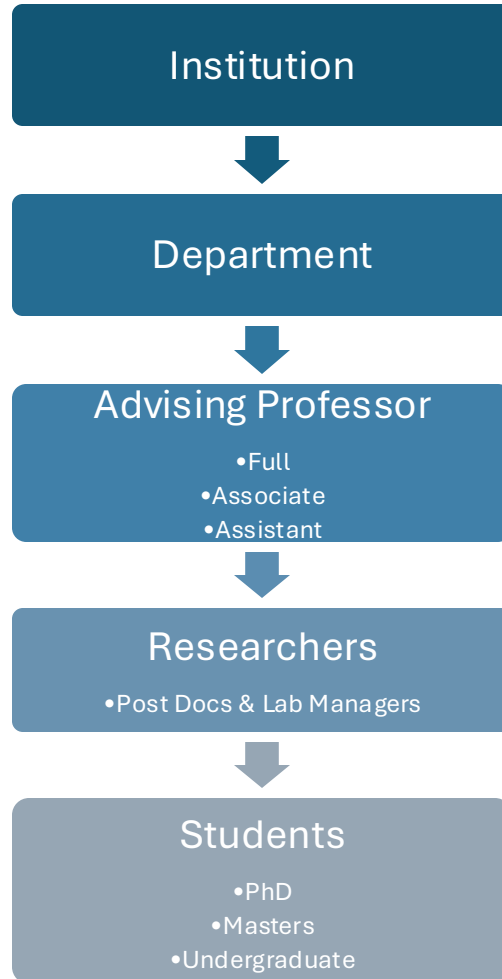 Institution
Department
Advising Professor
•Full
•Associate
•Assistant
Researchers
•Post Docs & Lab Managers
Students
•PhD
•Masters
•Undergraduate